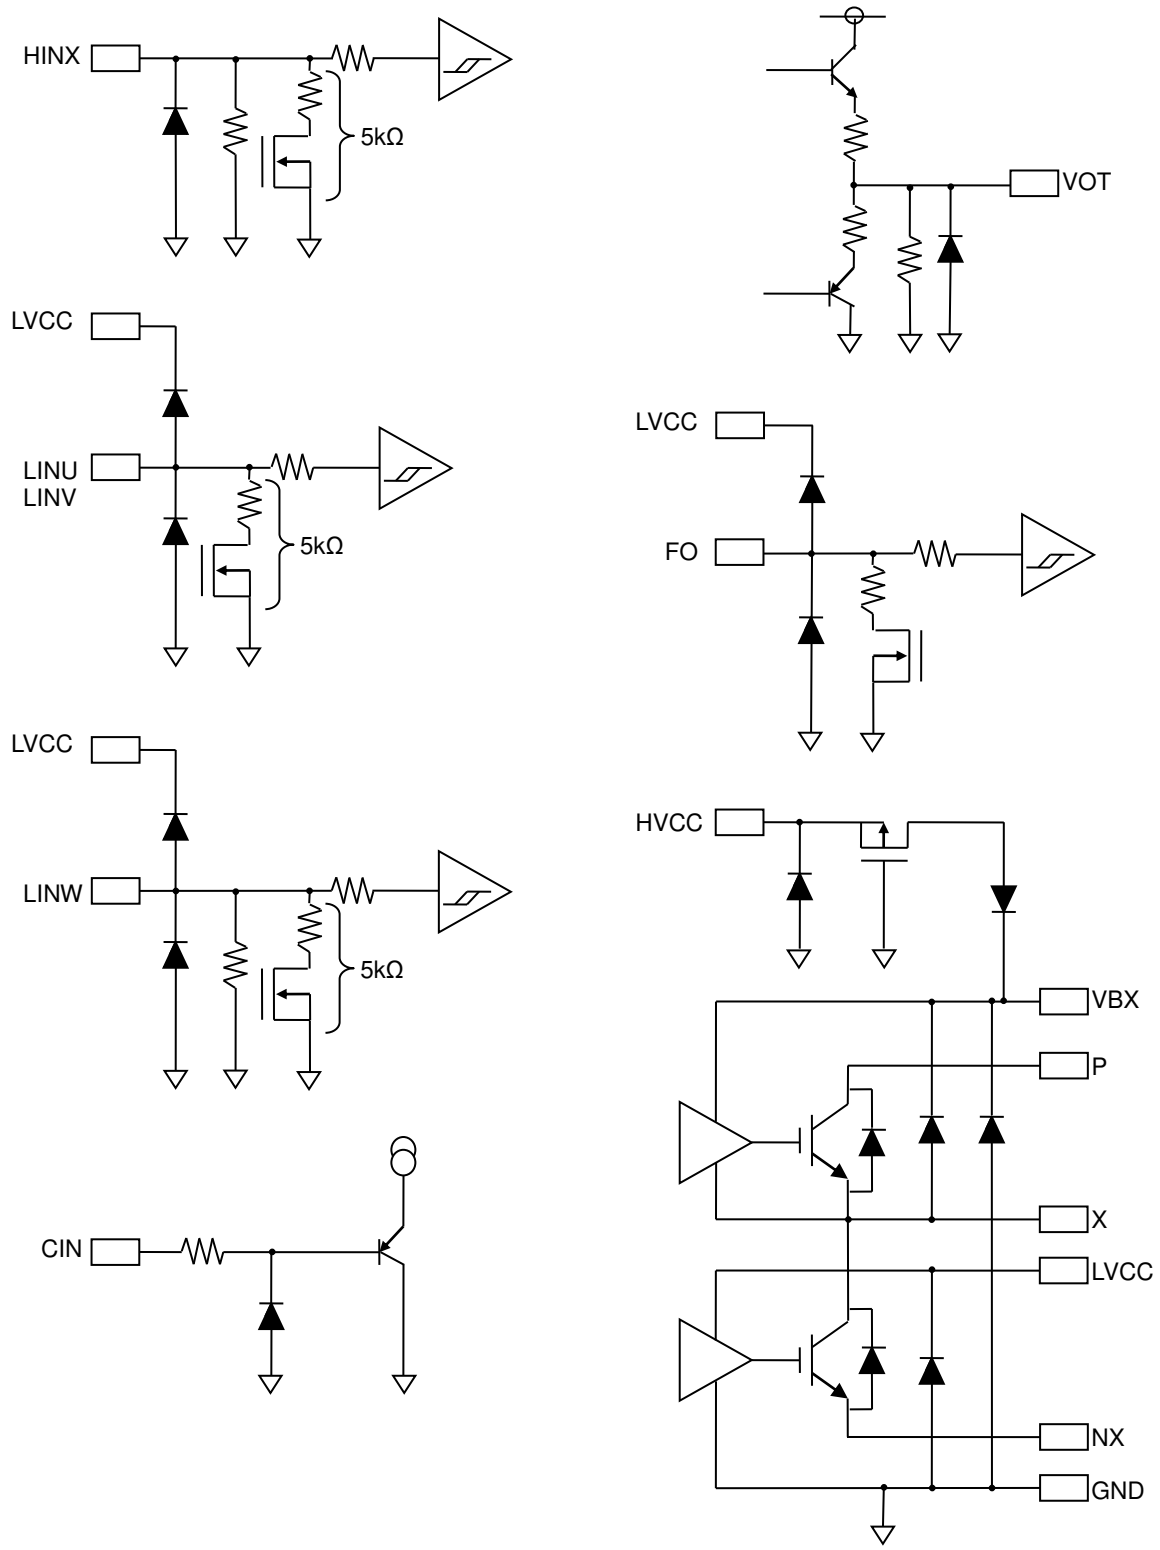 HINX
5kΩ
LVCC
LINU
LINV
5kΩ
LVCC
LINW
5kΩ
CIN
VOT
LVCC
FO
HVCC
VBX
P
X
LVCC
NX
GND